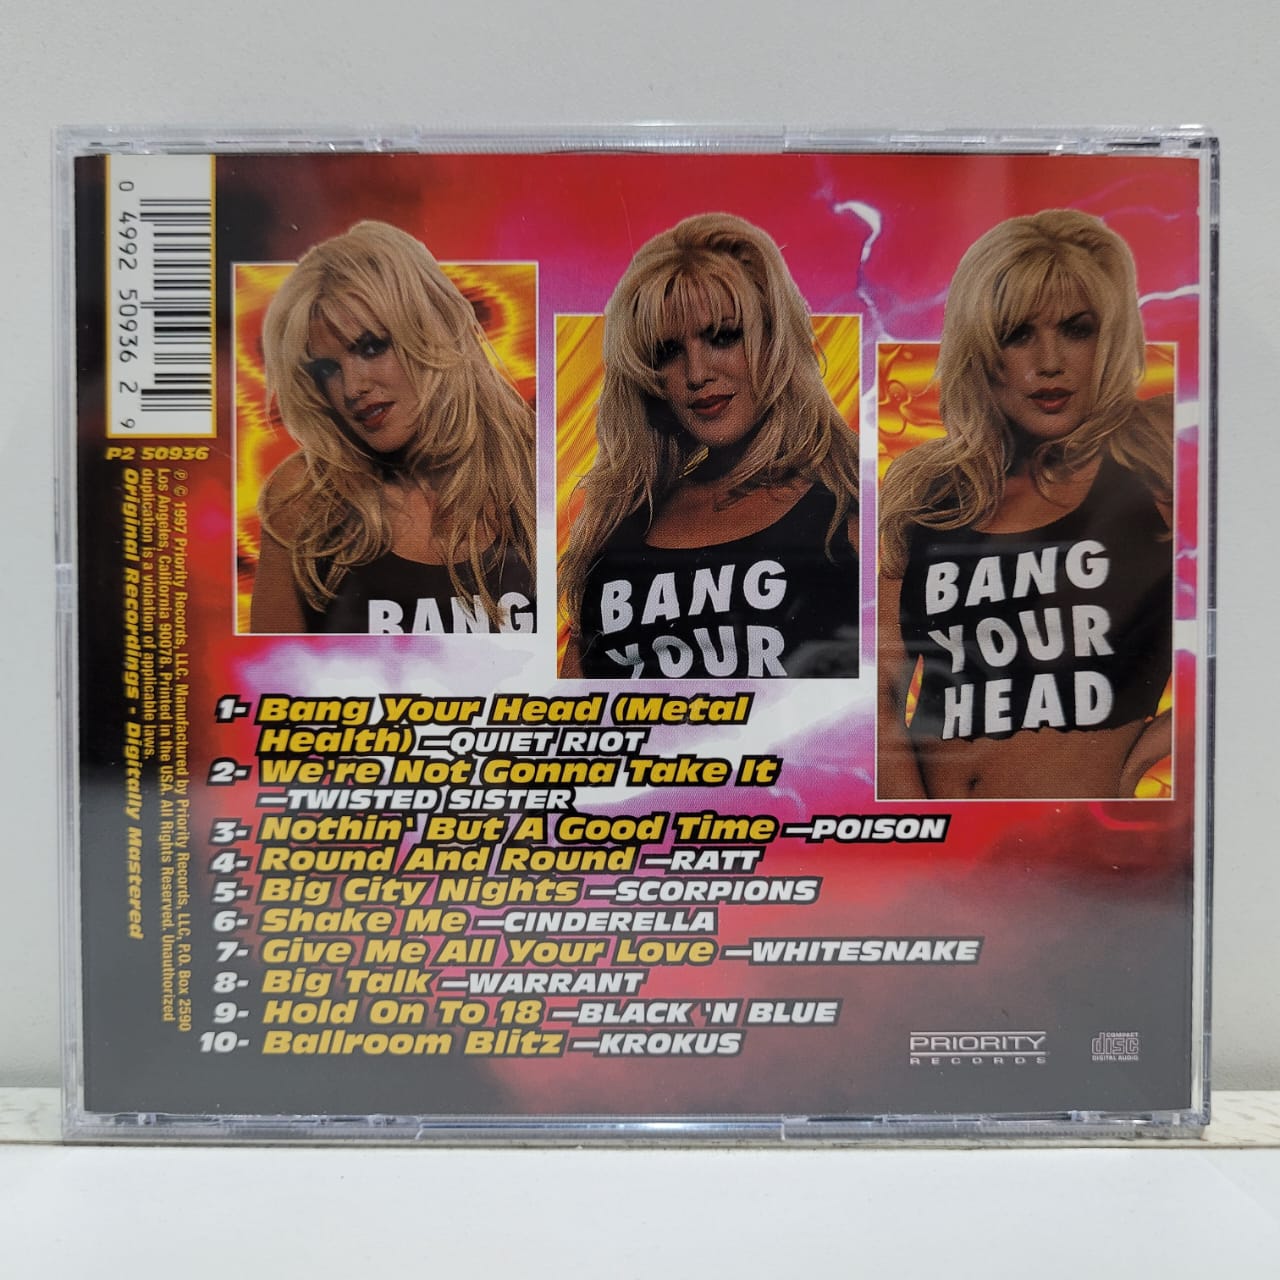 0 4992 50936 2 9
P2 50936
℗ © 1997 Priority Records, LLC. Manufactured by Priority Records, LLC, P.O. Box 2590
Los Angeles, California 90078. Printed in the USA. All Rights Reserved. Unauthorized
duplication is a violation of applicable laws.
Original Recordings - Digitally Mastered
BANG
BANG
YOUR
BANG
YOUR
HEAD
1- Bang Your Head (Metal
Health) —QUIET RIOT
2- We're Not Gonna Take It
—TWISTED SISTER
3- Nothin' But A Good Time —POISON
4- Round And Round —RATT
5- Big City Nights —SCORPIONS
6- Shake Me —CINDERELLA
7- Give Me All Your Love —WHITESNAKE
8- Big Talk —WARRANT
9- Hold On To 18 —BLACK 'N BLUE
10- Ballroom Blitz —KROKUS
PRIORITY
RECORDS
COMPACT
disc
DIGITAL AUDIO